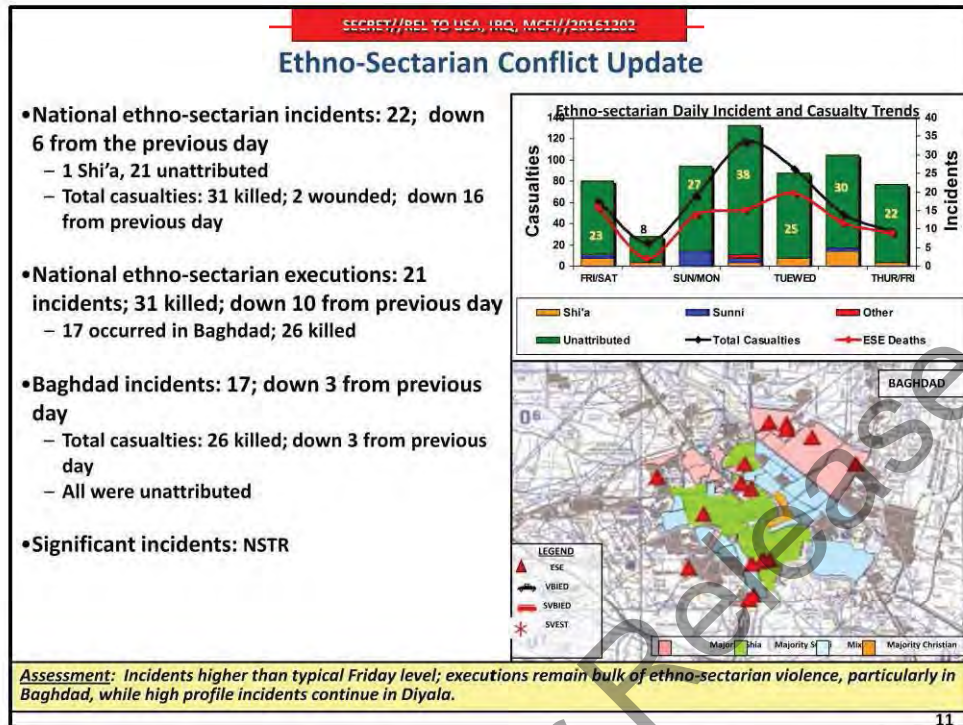 SECRET//REL TO USA, IRQ, MCFI//20161202
Ethno-Sectarian Conflict Update
•National ethno-sectarian incidents: 22; down
6 from the previous day
– 1 Shi'a, 21 unattributed
– Total casualties: 31 killed; 2 wounded; down 16
from previous day
•National ethno-sectarian executions: 21
incidents; 31 killed; down 10 from previous day
– 17 occurred in Baghdad; 26 killed
•Baghdad incidents: 17; down 3 from previous
day
– Total casualties: 26 killed; down 3 from previous
day
– All were unattributed
•Significant incidents: NSTR
Ethno-sectarian Daily Incident and Casualty Trends
Casualties
140
120
100
80
60
40
20
0
23
8
27
38
25
30
22
40
35
30
25
20
15
10
5
0
Incidents
FRI/SAT SUN/MON TUEWED THUR/FRI
Shi'a Sunni Other
Unattributed Total Casualties ESE Deaths
BAGHDAD
LEGEND
ESE
VBIED
SVBIED
SVEST
Majority Christian
Assessment: Incidents higher than typical Friday level; executions remain bulk of ethno-sectarian violence, particularly in
Baghdad, while high profile incidents continue in Diyala.
11
Release